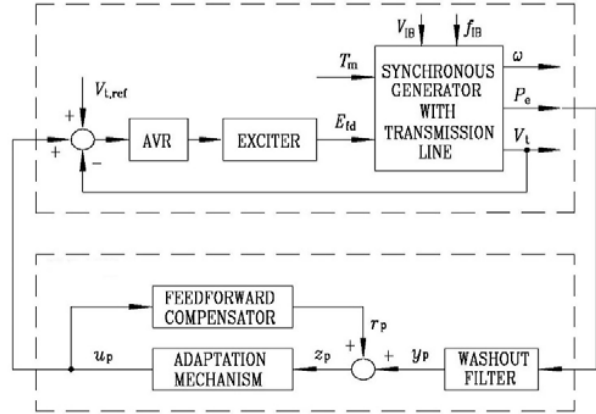 V_IB f_IB
T_m
SYNCHRONOUS
GENERATOR
WITH
TRANSMISSION
LINE
ω
P_e
V_t
V_t,ref
+
+
−
AVR
EXCITER
E_fd
FEEDFORWARD
COMPENSATOR
r_p
u_p
ADAPTATION
MECHANISM
z_p
+
+
y_p
WASHOUT
FILTER